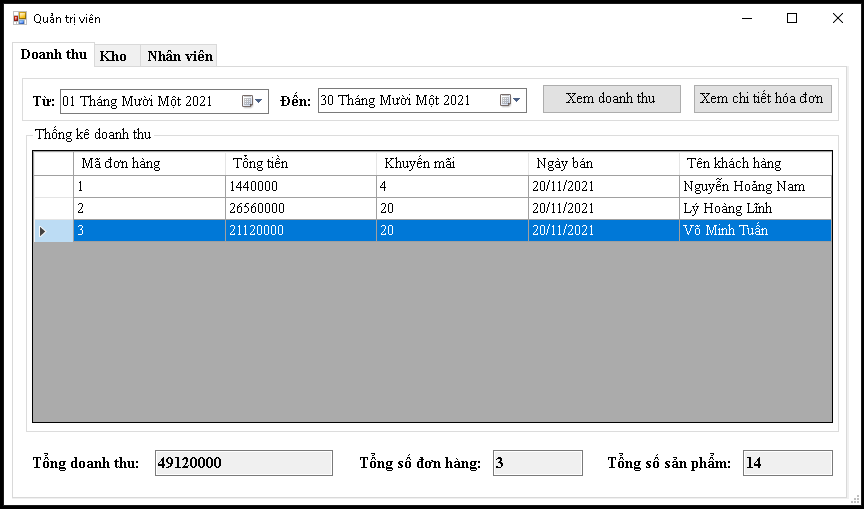 Quản trị viên
Doanh thu Kho Nhân viên
Từ: 01 Tháng Mười Một 2021 Đến: 30 Tháng Mười Một 2021 Xem doanh thu Xem chi tiết hóa đơn
Thống kê doanh thu
Mã đơn hàng Tổng tiền Khuyến mãi Ngày bán Tên khách hàng
1 1440000 4 20/11/2021 Nguyễn Hoảng Nam
2 26560000 20 20/11/2021 Lý Hoàng Lĩnh
3 21120000 20 20/11/2021 Võ Minh Tuấn
Tổng doanh thu: 49120000 Tổng số đơn hàng: 3 Tổng số sản phẩm: 14